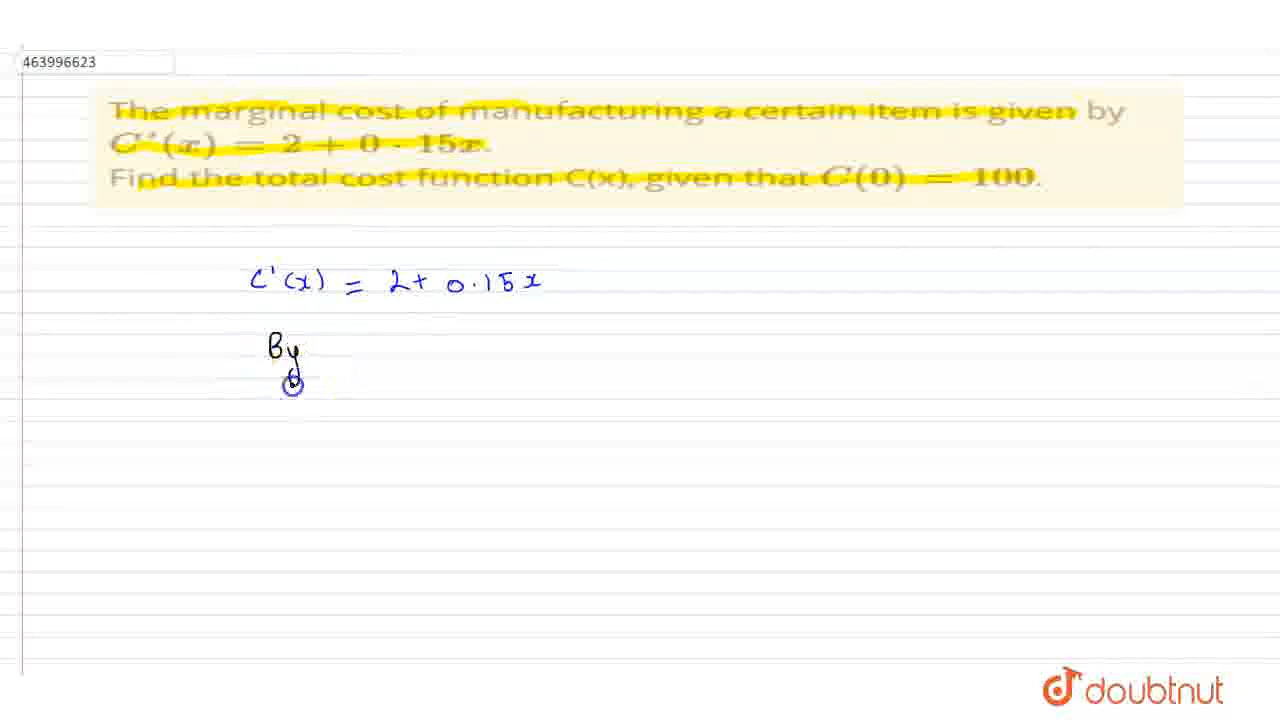 463996623
The marginal cost of manufacturing a certain item is given by
C'(x) = 2 + 0 · 15x.
Find the total cost function C(x), given that C(0) = 100.
C'(x) = 2 + 0.15x
By
doubtnut